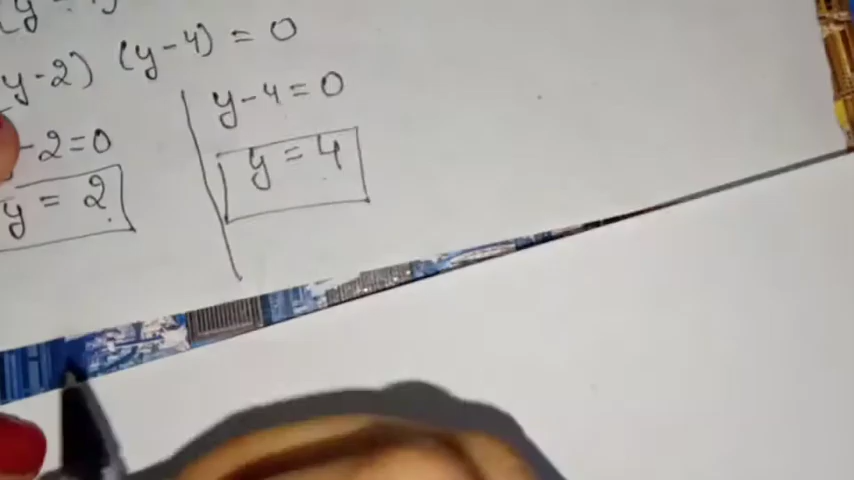 y-2) (y-4) = 0
-2=0
y = 2
y-4=0
y = 4